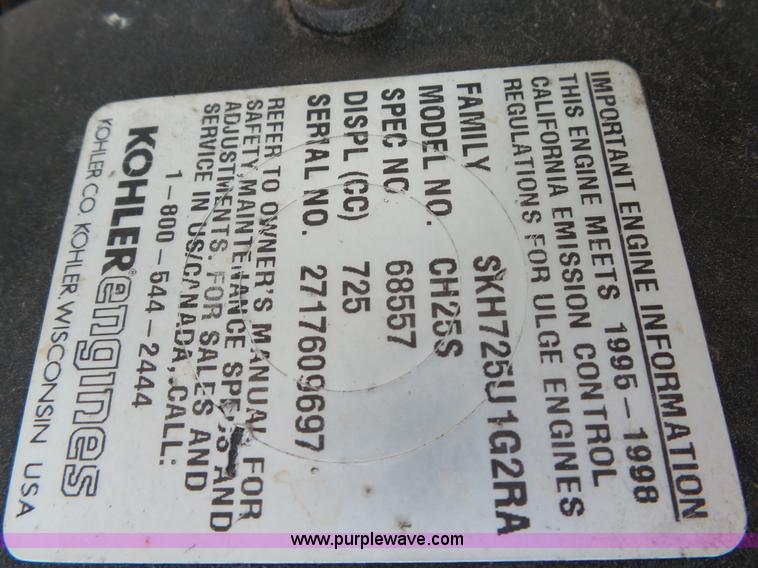 IMPORTANT ENGINE INFORMATION
THIS ENGINE MEETS 1995-1998
CALIFORNIA EMISSION CONTROL
REGULATIONS FOR ULGE ENGINES
FAMILY SKH725U1G2RA
MODEL NO. CH25S
SPEC NO. 68557
DISPL (CC) 725
SERIAL NO. 2717609697
REFER TO OWNER'S MANUAL FOR
SAFETY, MAINTENANCE SPECS AND
ADJUSTMENTS. FOR SALES AND
SERVICE IN US/CANADA, CALL:
1-800-544-2444
KOHLER engines
KOHLER CO. KOHLER, WISCONSIN USA
www.purplewave.com